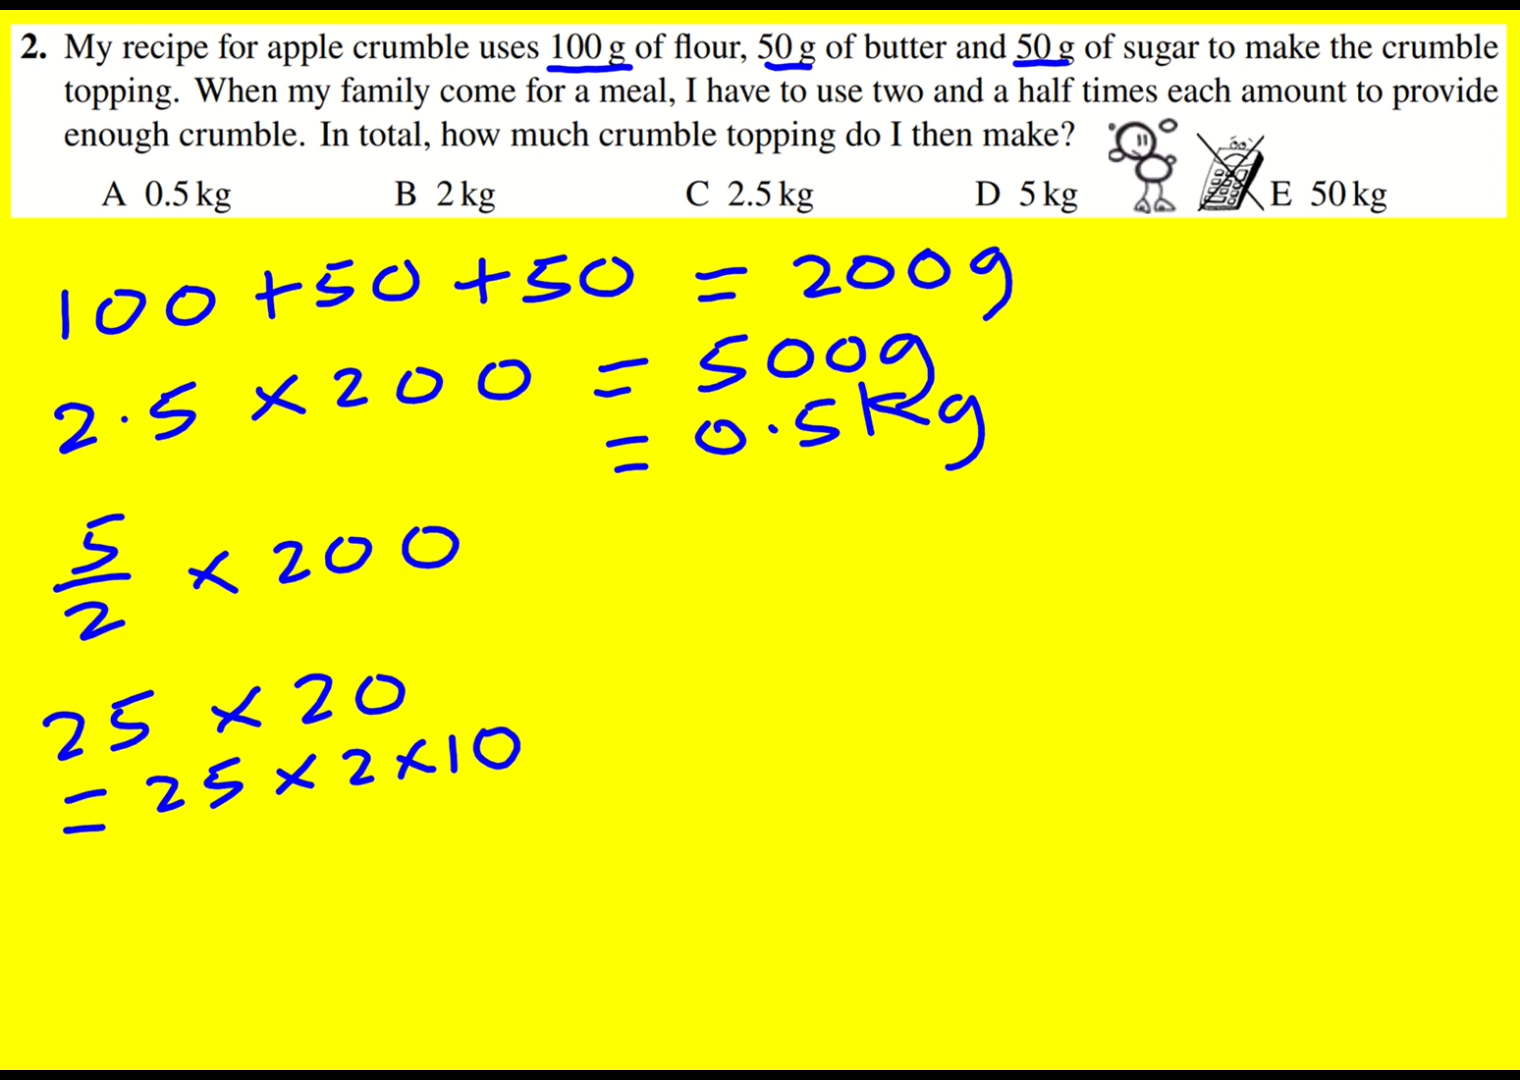 2. My recipe for apple crumble uses 100 g of flour, 50 g of butter and 50 g of sugar to make the crumble
topping. When my family come for a meal, I have to use two and a half times each amount to provide
enough crumble. In total, how much crumble topping do I then make?
A 0.5 kg B 2 kg C 2.5 kg D 5 kg E 50 kg
100 + 50 + 50 = 200g
2.5 × 200 = 500g
= 0.5Kg
5/2 × 200
25 × 20
= 25 × 2 × 10